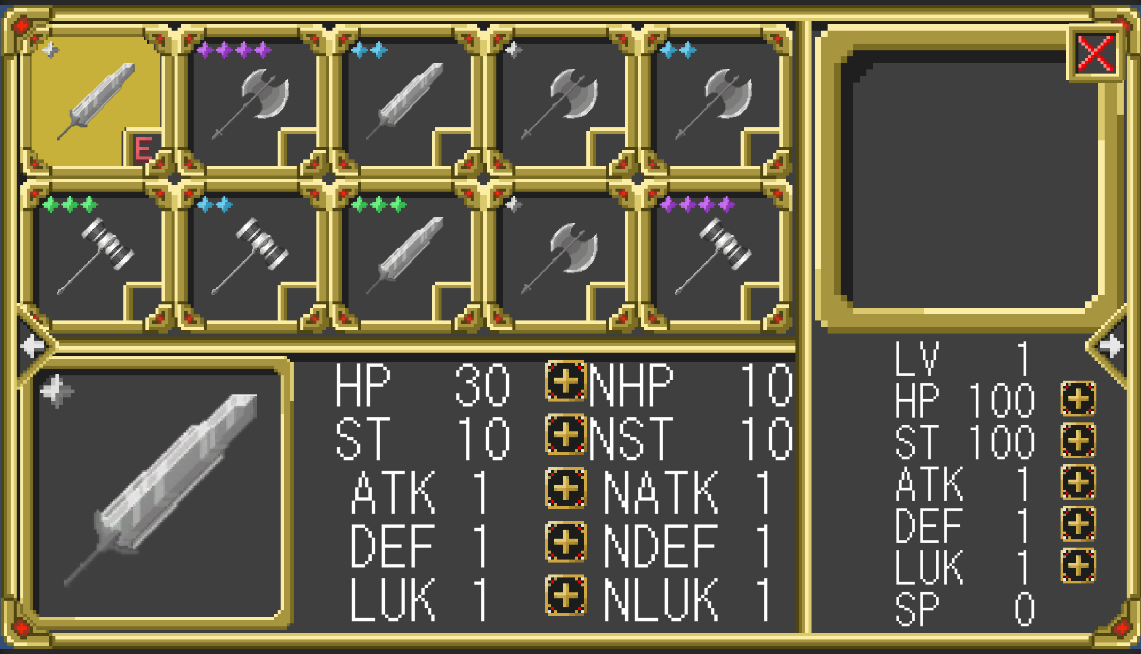 E
HP 30 NHP 10
ST 10 NST 10
ATK 1 NATK 1
DEF 1 NDEF 1
LUK 1 NLUK 1
LV 1
HP 100
ST 100
ATK 1
DEF 1
LUK 1
SP 0